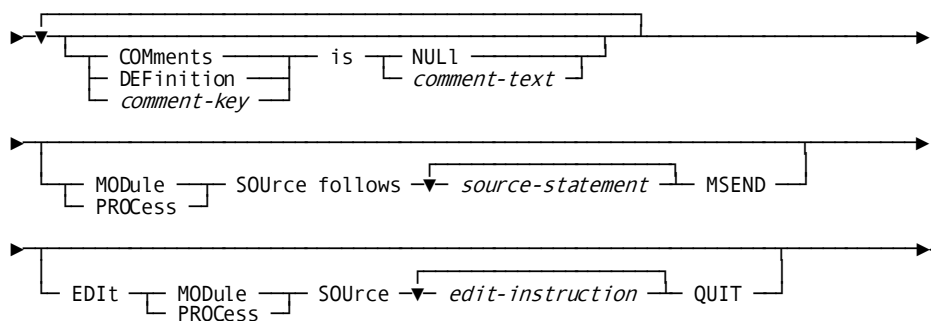 COMments is NULl
DEFinition comment-text
comment-key
MODule SOUrce follows source-statement MSEND
PROCess
EDIt MODule SOUrce edit-instruction QUIT
PROCess